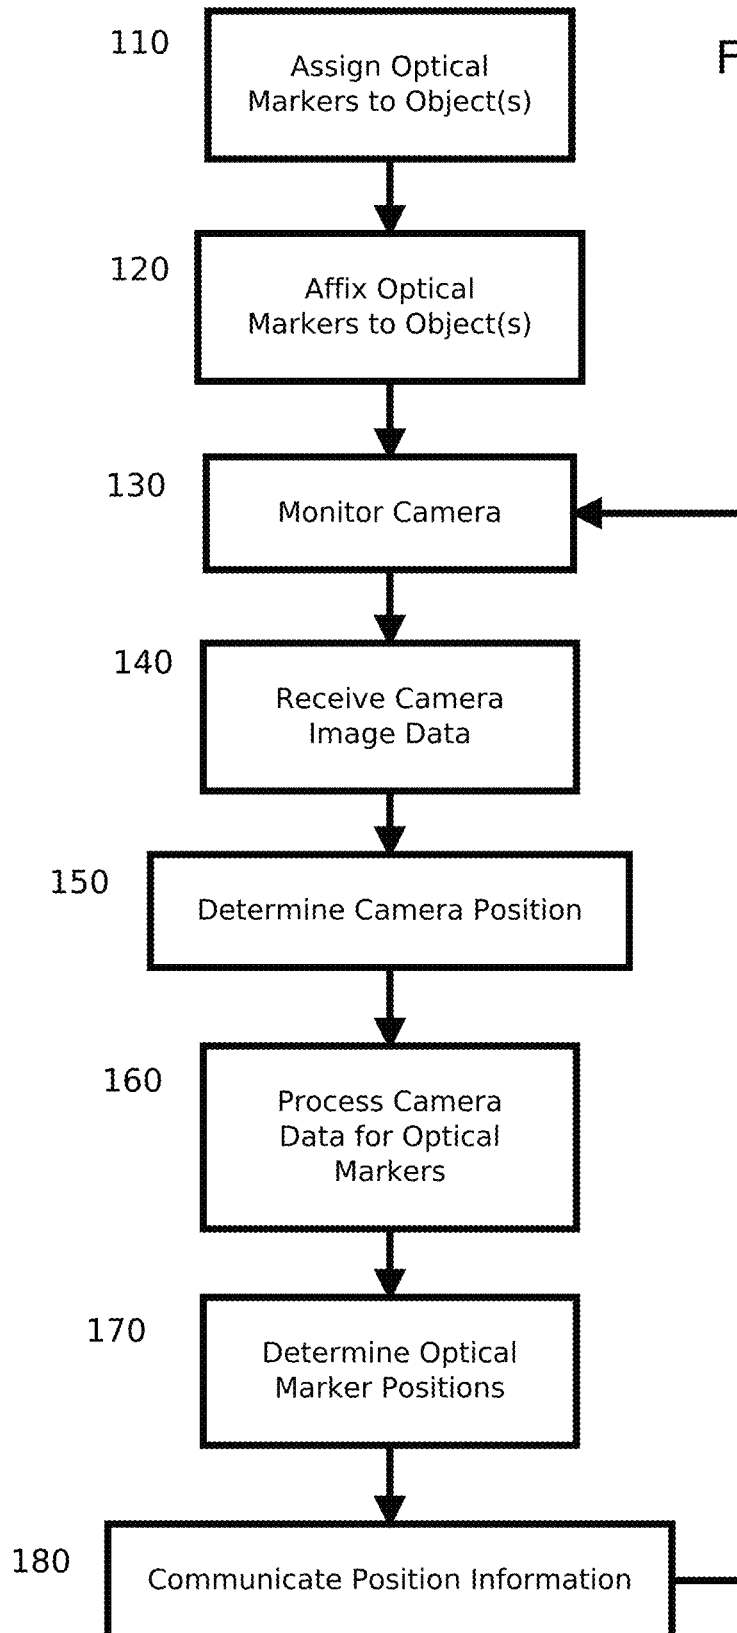 110
Assign Optical
Markers to Object(s)
F
120
Affix Optical
Markers to Object(s)
130
Monitor Camera
140
Receive Camera
Image Data
150
Determine Camera Position
160
Process Camera
Data for Optical
Markers
170
Determine Optical
Marker Positions
180
Communicate Position Information